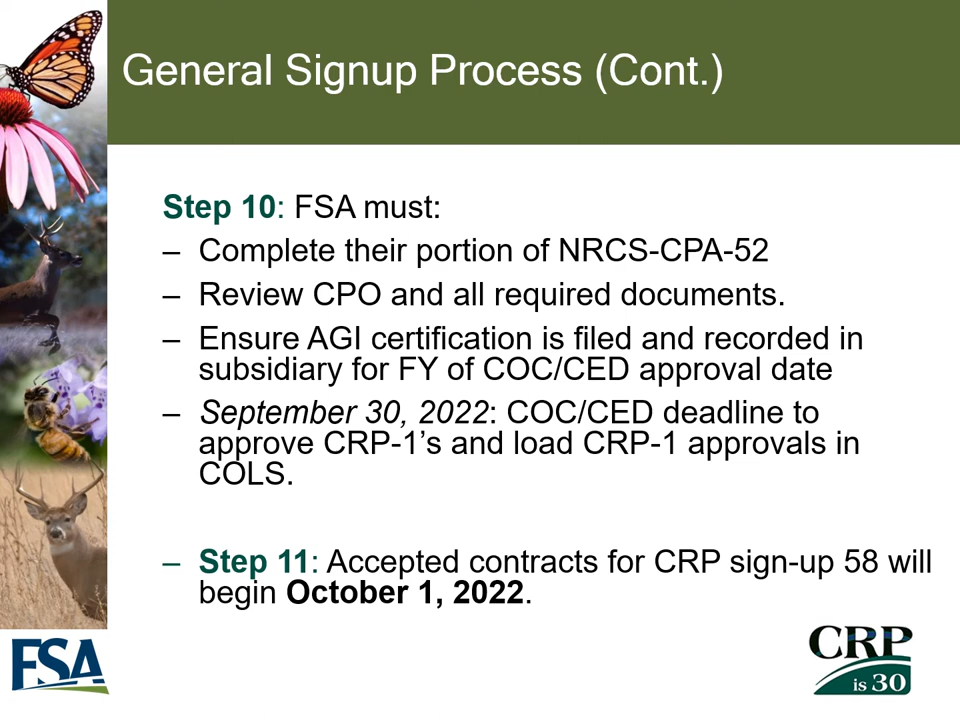 General Signup Process (Cont.)
Step 10: FSA must:
– Complete their portion of NRCS-CPA-52
– Review CPO and all required documents.
– Ensure AGI certification is filed and recorded in
subsidiary for FY of COC/CED approval date
– September 30, 2022: COC/CED deadline to
approve CRP-1’s and load CRP-1 approvals in
COLS.
– Step 11: Accepted contracts for CRP sign-up 58 will
begin October 1, 2022.
FSA
CRP
is 30